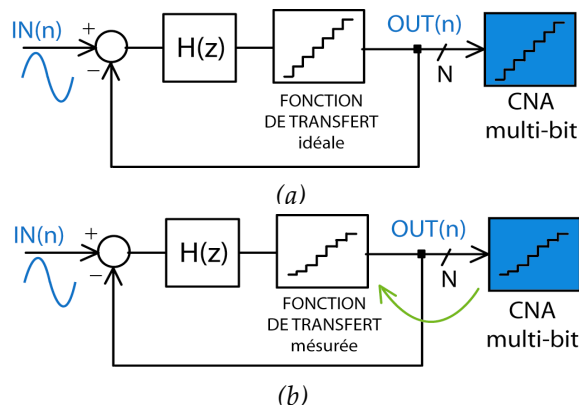 IN(n)
+
−
H(z)
FONCTION
DE TRANSFERT
idéale
OUT(n)
N
CNA
multi-bit
(a)
IN(n)
+
−
H(z)
FONCTION
DE TRANSFERT
mésurée
OUT(n)
N
CNA
multi-bit
(b)